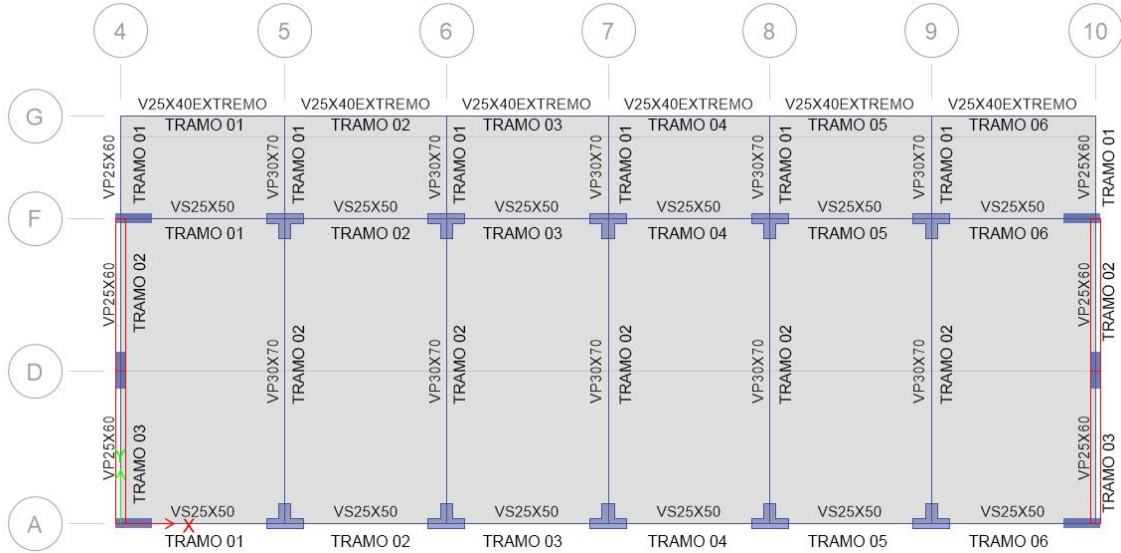 4 5 6 7 8 9 10
V25X40EXTREMO V25X40EXTREMO V25X40EXTREMO V25X40EXTREMO V25X40EXTREMO V25X40EXTREMO
G
TRAMO 01 TRAMO 02 TRAMO 03 TRAMO 04 TRAMO 05 TRAMO 06
VP25X60 TRAMO 01 VP30X70 TRAMO 01 VP30X70 TRAMO 01 VP30X70 TRAMO 01 VP30X70 TRAMO 01 VP30X70 TRAMO 01 VP25X60 TRAMO 01
VS25X50 VS25X50 VS25X50 VS25X50 VS25X50 VS25X50
F
TRAMO 01 TRAMO 02 TRAMO 03 TRAMO 04 TRAMO 05 TRAMO 06
VP25X60 TRAMO 02 VP25X60 TRAMO 02
D
VP30X70 TRAMO 02 VP30X70 TRAMO 02 VP30X70 TRAMO 02 VP30X70 TRAMO 02 VP30X70 TRAMO 02
VP25X60 TRAMO 03 VP25X60 TRAMO 03
Y
VS25X50 VS25X50 VS25X50 VS25X50 VS25X50 VS25X50
A
X
TRAMO 01 TRAMO 02 TRAMO 03 TRAMO 04 TRAMO 05 TRAMO 06